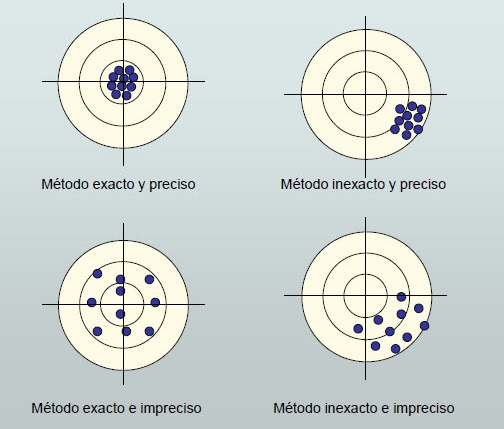 Método exacto y preciso
Método inexacto y preciso
Método exacto e impreciso
Método inexacto e impreciso